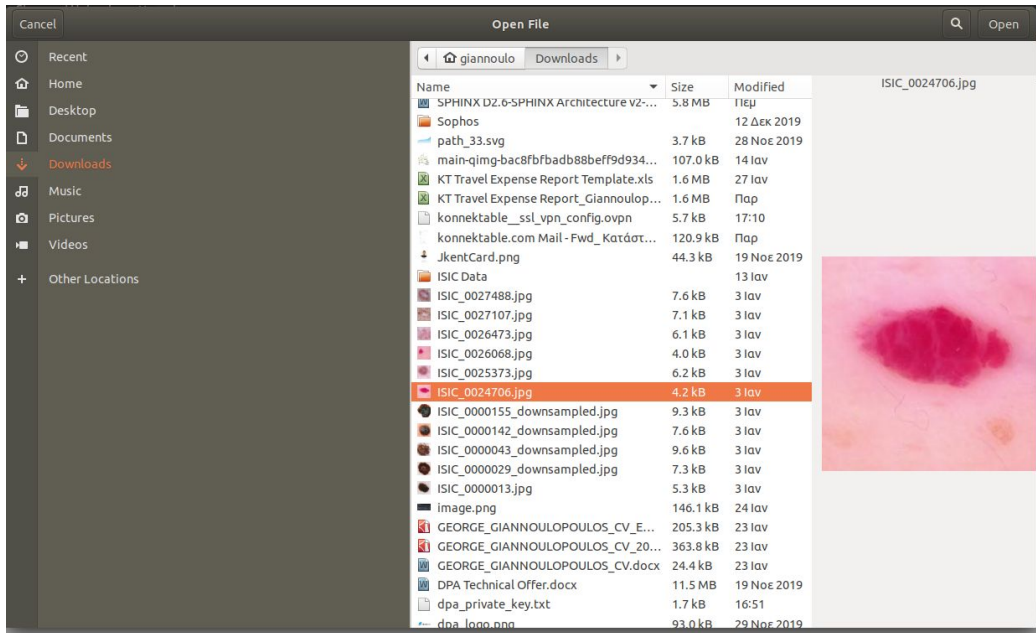 Cancel Open File Open
Recent
Home
Desktop
Documents
Downloads
Music
Pictures
Videos
+ Other Locations
giannoulo Downloads
Name Size Modified
SPHINX D2.6-SPHINX Architecture v2-... 5.8 MB Πεμ
Sophos 12 Δεκ 2019
path_33.svg 3.7 kB 28 Νοε 2019
main-qimg-bac8fbfbadb88beff9d934... 107.0 kB 14 Ιαν
KT Travel Expense Report Template.xls 1.6 MB 27 Ιαν
KT Travel Expense Report_Giannoulop... 1.6 MB Παρ
konnektable__ssl_vpn_config.ovpn 5.7 kB 17:10
konnektable.com Mail - Fwd_ Κατάστ... 120.9 kB Παρ
JkentCard.png 44.3 kB 19 Νοε 2019
ISIC Data 13 Ιαν
ISIC_0027488.jpg 7.6 kB 3 Ιαν
ISIC_0027107.jpg 7.1 kB 3 Ιαν
ISIC_0026473.jpg 6.1 kB 3 Ιαν
ISIC_0026068.jpg 4.0 kB 3 Ιαν
ISIC_0025373.jpg 6.2 kB 3 Ιαν
ISIC_0024706.jpg 4.2 kB 3 Ιαν
ISIC_0000155_downsampled.jpg 9.3 kB 3 Ιαν
ISIC_0000142_downsampled.jpg 7.6 kB 3 Ιαν
ISIC_0000043_downsampled.jpg 9.6 kB 3 Ιαν
ISIC_0000029_downsampled.jpg 7.3 kB 3 Ιαν
ISIC_0000013.jpg 5.3 kB 3 Ιαν
image.png 146.1 kB 24 Ιαν
GEORGE_GIANNOULOPOULOS_CV_E... 205.3 kB 23 Ιαν
GEORGE_GIANNOULOPOULOS_CV_20... 363.8 kB 23 Ιαν
GEORGE_GIANNOULOPOULOS_CV.docx 24.4 kB 23 Ιαν
DPA Technical Offer.docx 11.5 MB 19 Νοε 2019
dpa_private_key.txt 1.7 kB 16:51
dpa_logo.png 93.0 kB 29 Νοε 2019
ISIC_0024706.jpg